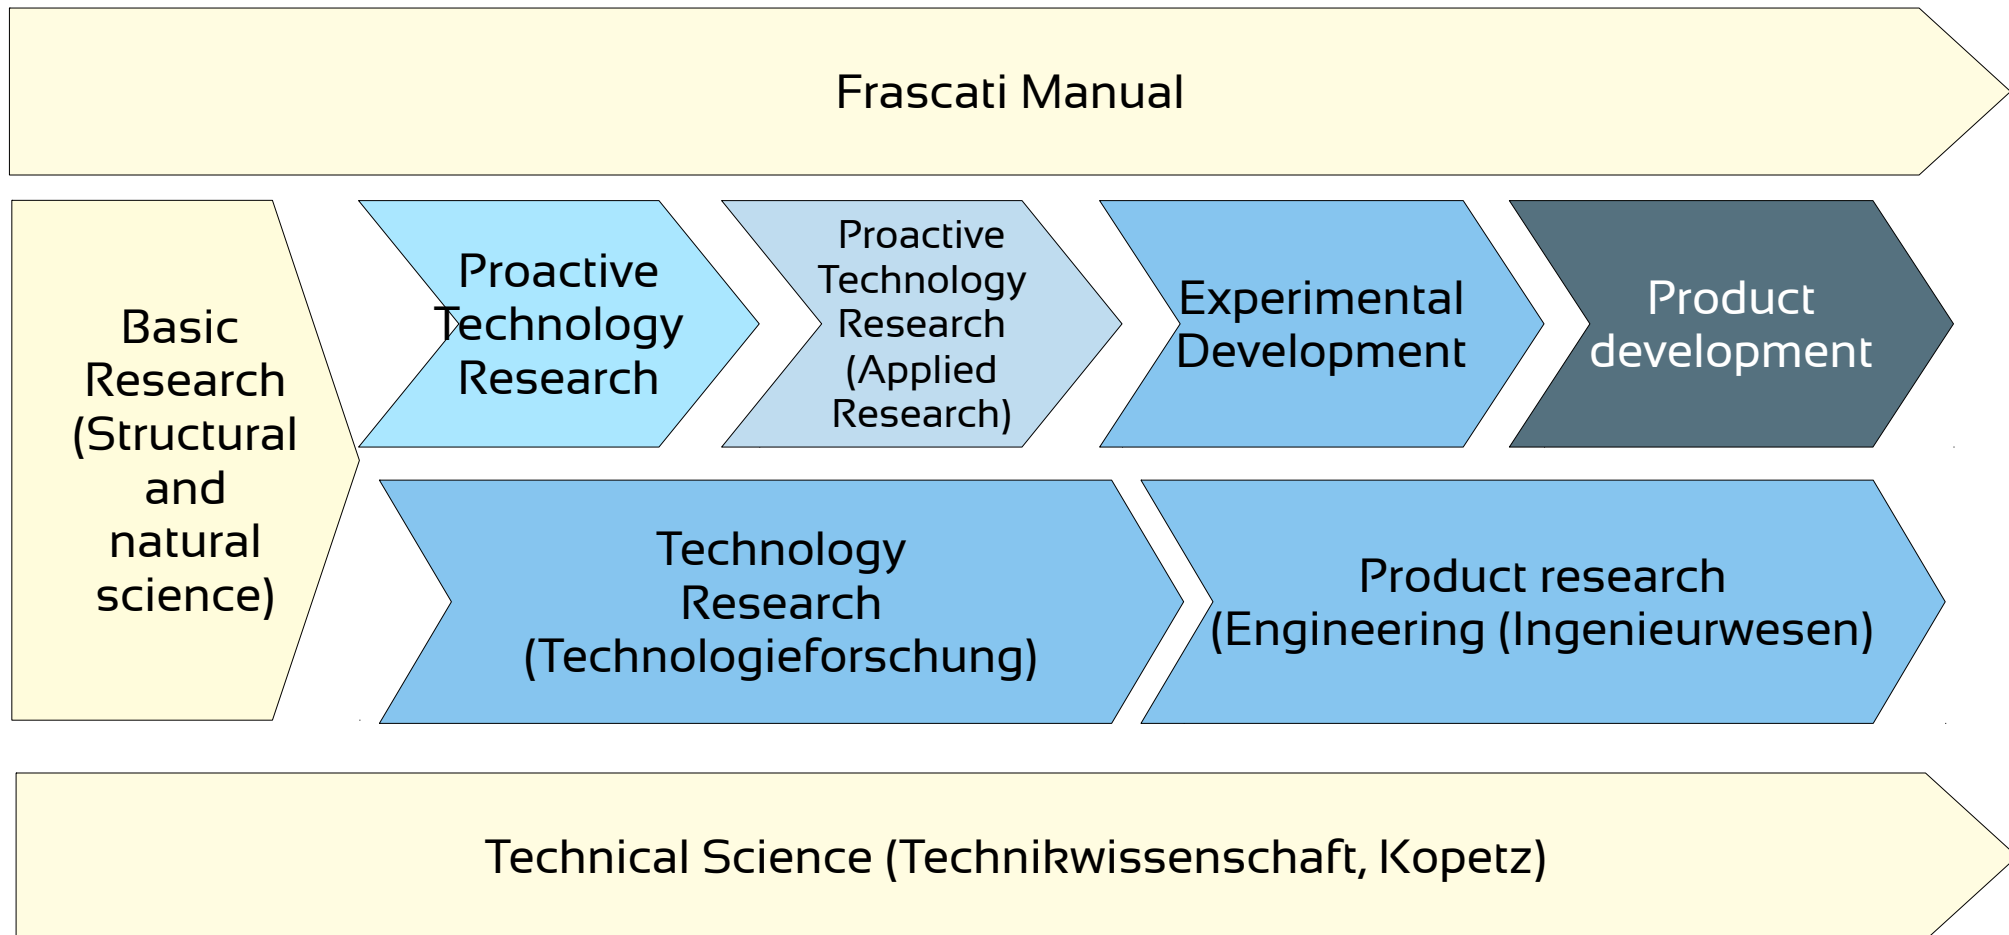 Frascati Manual
Basic
Research
(Structural
and
natural
science)
Proactive
Technology
Research
Proactive
Technology
Research
(Applied
Research)
Experimental
Development
Product
development
Technology
Research
(Technologieforschung)
Product research
(Engineering (Ingenieurwesen)
Technical Science (Technikwissenschaft, Kopetz)